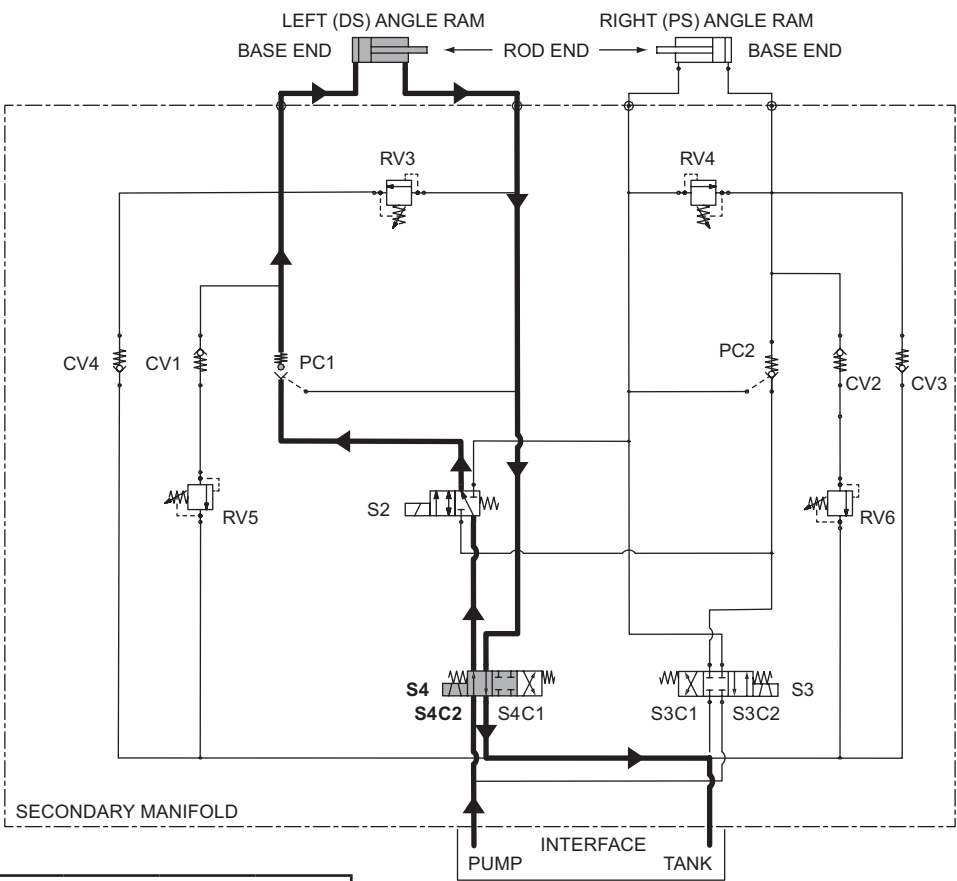 LEFT (DS) ANGLE RAM
RIGHT (PS) ANGLE RAM
BASE END
ROD END
BASE END
RV3
RV4
CV4
CV1
PC1
PC2
CV2
CV3
S2
RV5
RV6
S4
S3
S4C2
S4C1
S3C1
S3C2
SECONDARY MANIFOLD
INTERFACE
PUMP
TANK